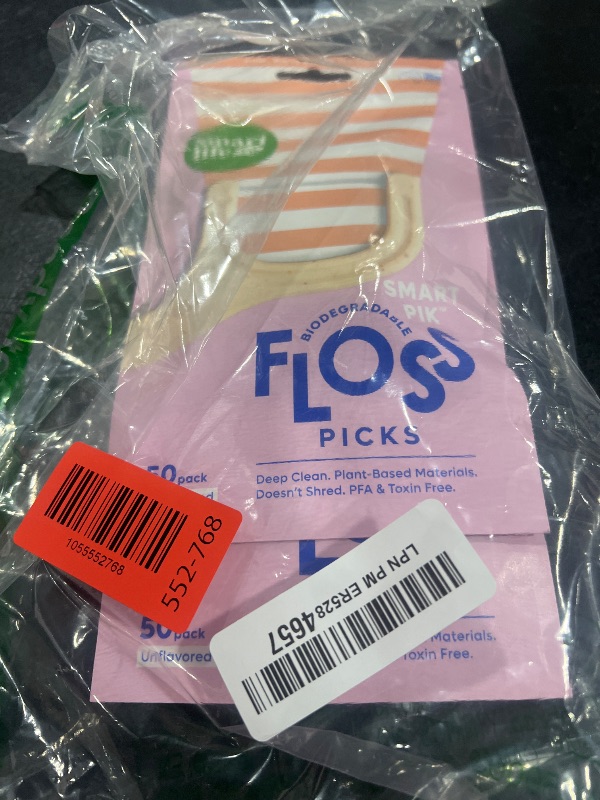 SMART
PIK™
BIODEGRADABLE
FLOSS
PICKS
50 pack
Deep Clean. Plant-Based Materials.
Doesn't Shred. PFA & Toxin Free.
1055552768
552-768
LPN PM ER5284657
50 pack
Unflavored
Materials.
Toxin Free.